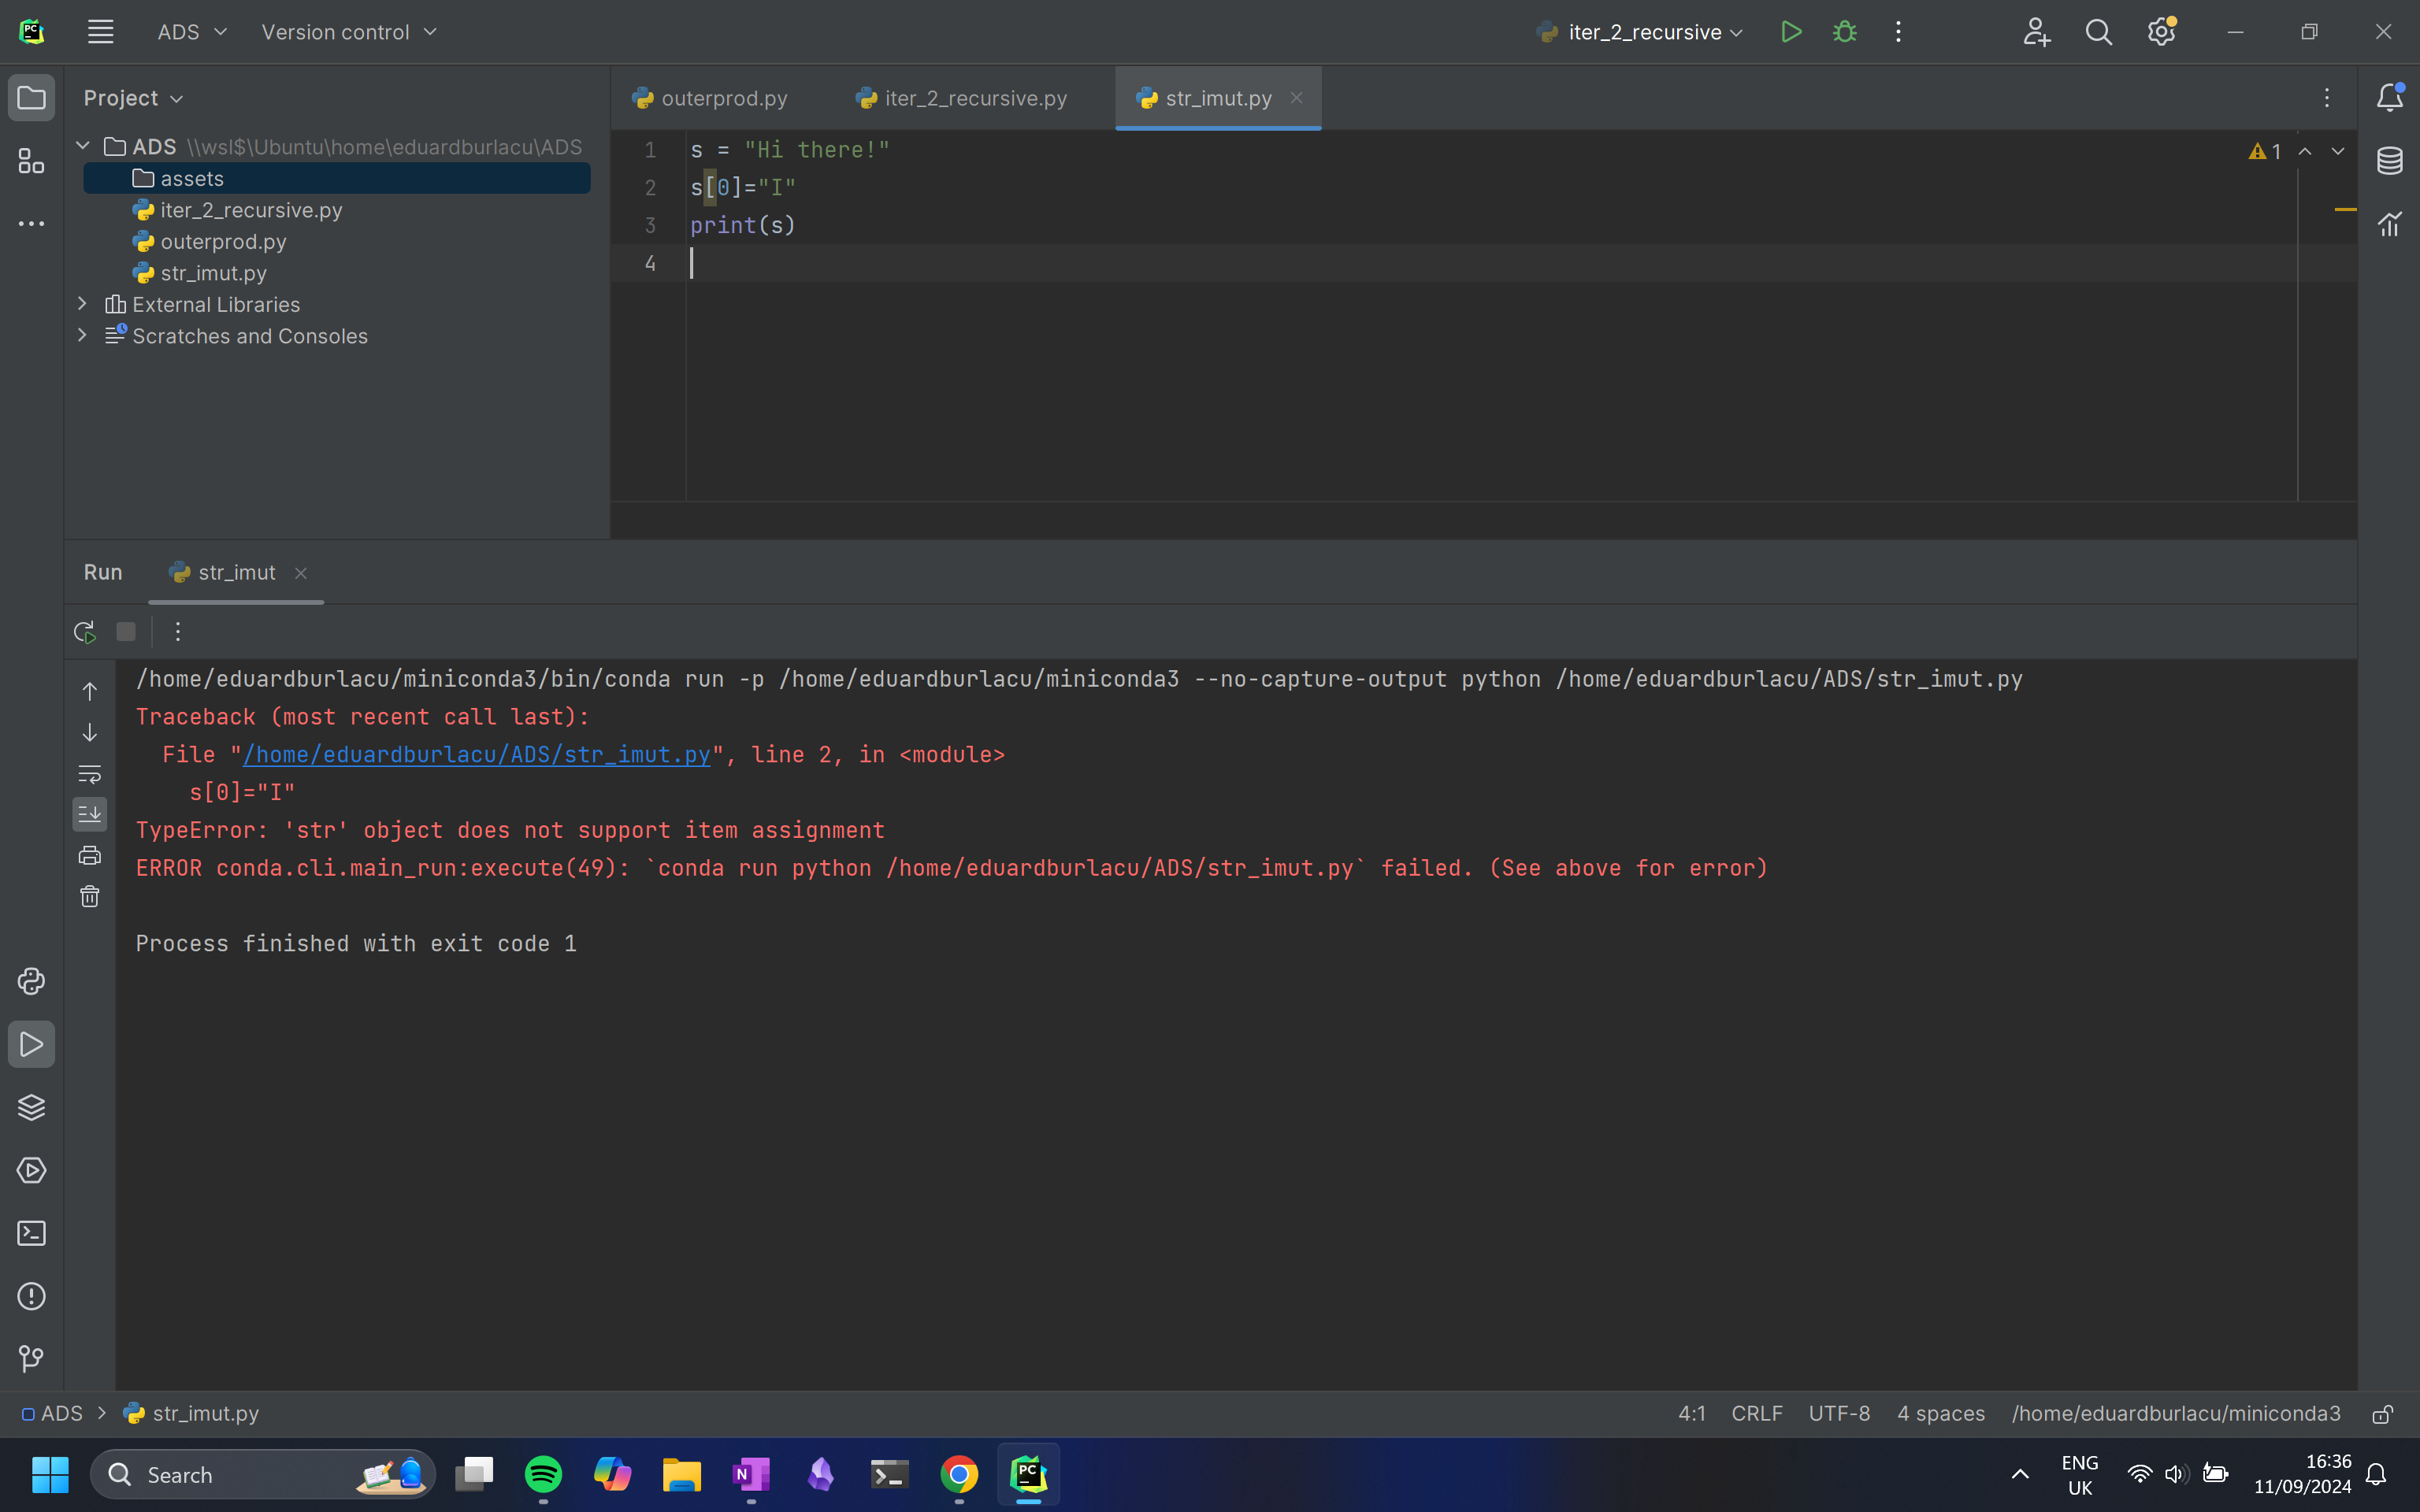 PC
ADS
Version control
iter_2_recursive
Project
outerprod.py
iter_2_recursive.py
str_imut.py
ADS \\wsl$\Ubuntu\home\eduardburlacu\ADS
assets
iter_2_recursive.py
outerprod.py
str_imut.py
External Libraries
Scratches and Consoles
1 s = "Hi there!"
2 s[0]="I"
3 print(s)
4
1
Run
str_imut
/home/eduardburlacu/miniconda3/bin/conda run -p /home/eduardburlacu/miniconda3 --no-capture-output python /home/eduardburlacu/ADS/str_imut.py
Traceback (most recent call last):
  File "/home/eduardburlacu/ADS/str_imut.py", line 2, in <module>
    s[0]="I"
TypeError: 'str' object does not support item assignment
ERROR conda.cli.main_run:execute(49): `conda run python /home/eduardburlacu/ADS/str_imut.py` failed. (See above for error)
Process finished with exit code 1
ADS
str_imut.py
4:1
CRLF
UTF-8
4 spaces
/home/eduardburlacu/miniconda3
Search
N
PC
ENG
UK
16:36
11/09/2024